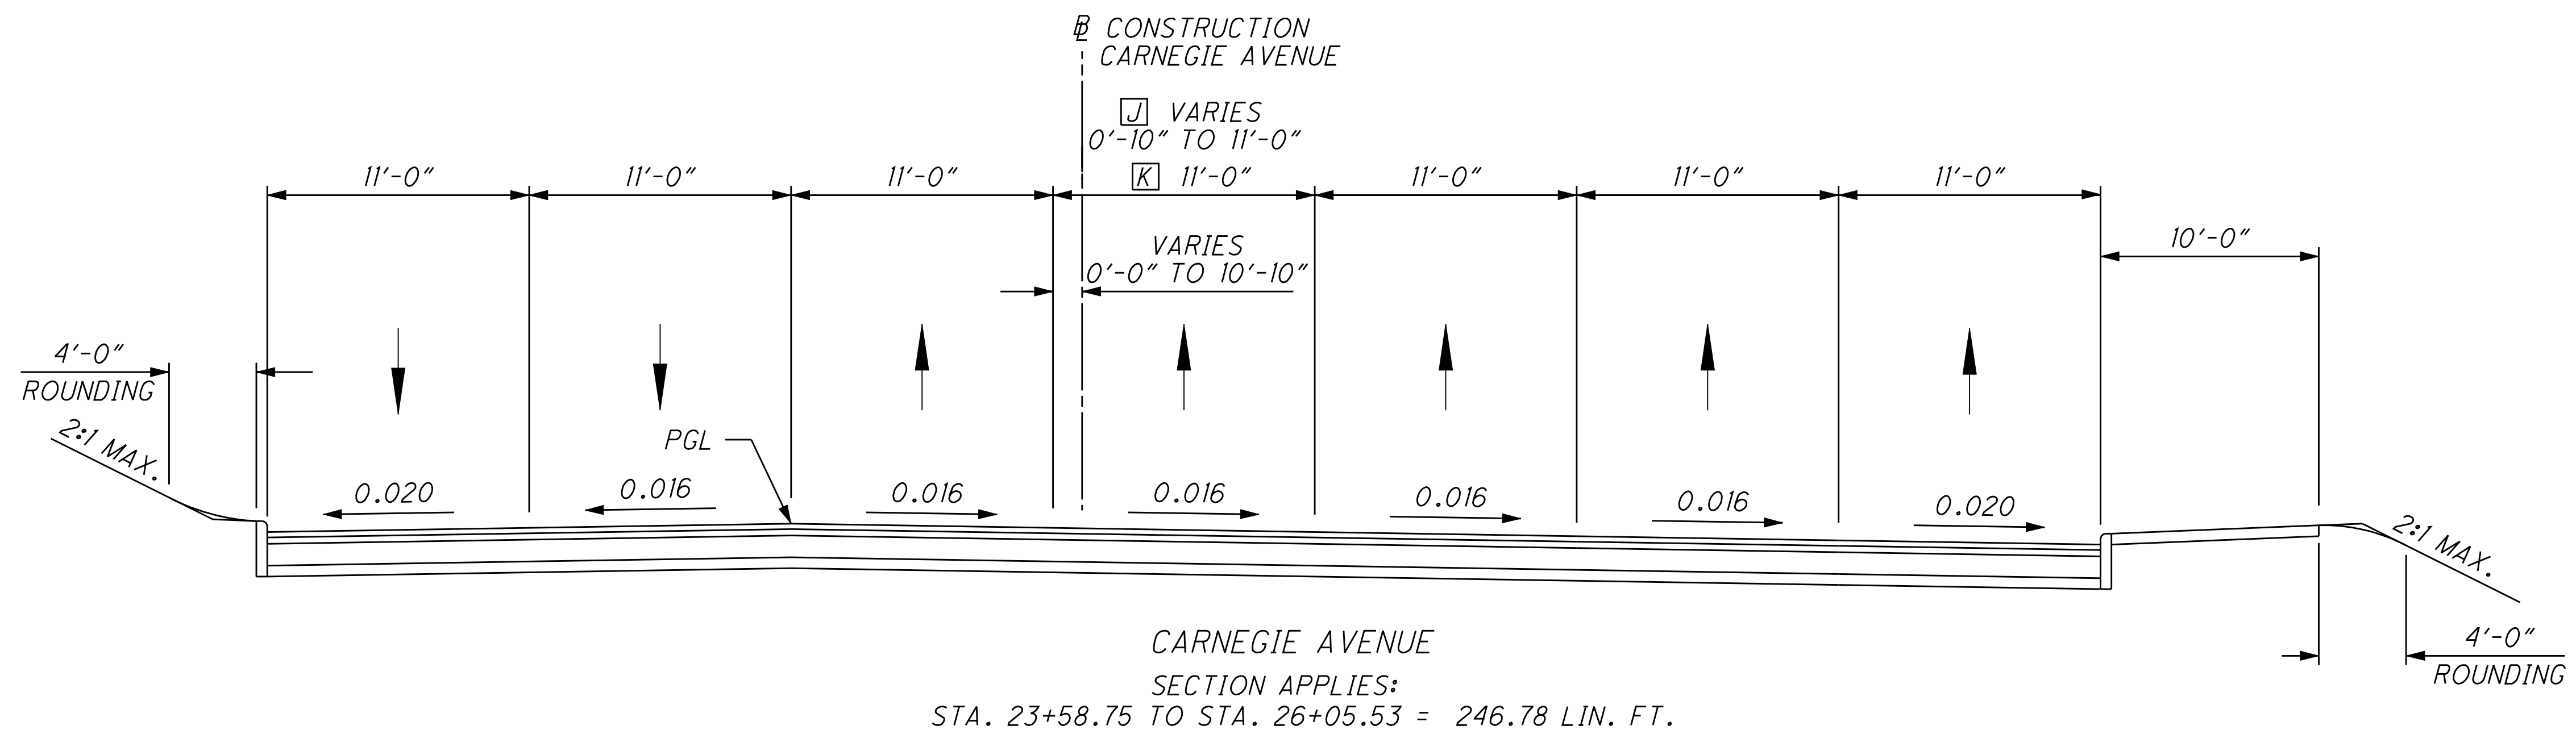 ℄ CONSTRUCTION
CARNEGIE AVENUE
J VARIES
0'-10" TO 11'-0"
11'-0" 11'-0" 11'-0" K 11'-0" 11'-0" 11'-0" 11'-0"
10'-0"
VARIES
0'-0" TO 10'-10"
4'-0"
ROUNDING
2:1 MAX.
PGL
0.020 0.016 0.016 0.016 0.016 0.016 0.020
2:1 MAX.
4'-0"
ROUNDING
CARNEGIE AVENUE
SECTION APPLIES:
STA. 23+58.75 TO STA. 26+05.53 = 246.78 LIN. FT.